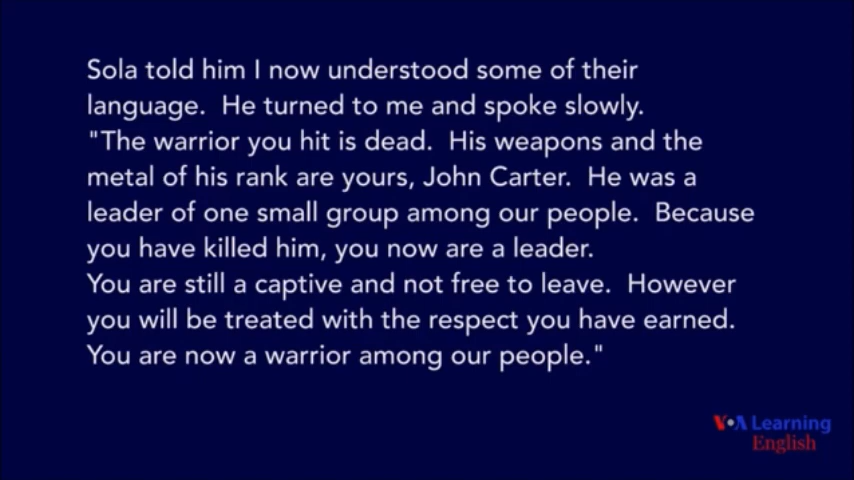 Sola told him I now understood some of their
language.  He turned to me and spoke slowly.
"The warrior you hit is dead.  His weapons and the
metal of his rank are yours, John Carter.  He was a
leader of one small group among our people.  Because
you have killed him, you now are a leader.
You are still a captive and not free to leave.  However
you will be treated with the respect you have earned.
You are now a warrior among our people."
VOA Learning
English